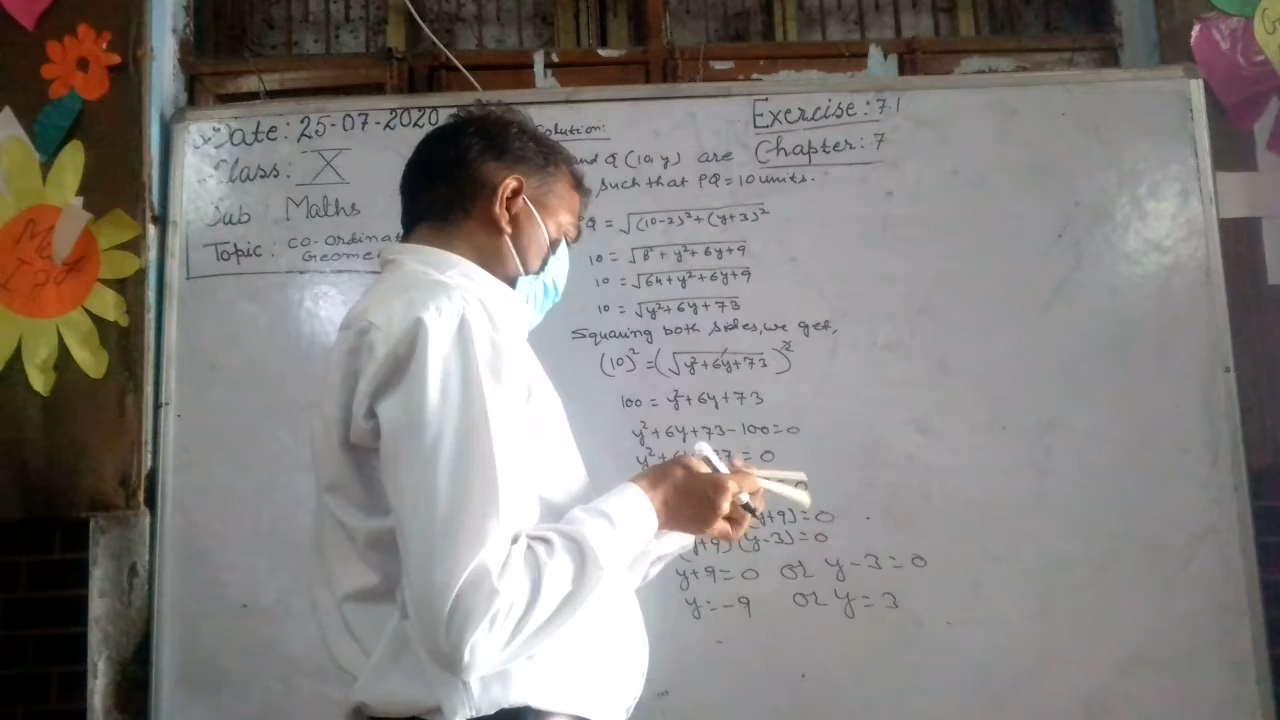 Date: 25-07-2020
Class: X
Sub Maths
Topic: CO-ordinat
Geome
Solution:
Exercise: 7.1
Chapter: 7
and Q (10, y) are
such that PQ = 10 units.
PQ = √(10-2)²+(y+3)²
10 = √8²+y²+6y+9
10 = √64+y²+6y+9
10 = √y²+6y+73
Squaring both sides, we get,
(10)² = (√y²+6y+73)²
100 = y²+6y+73
y²+6y+73-100=0
y²+6y-27=0
(y+9)=0
(y+9)(y-3)=0
y+9=0 or y-3=0
y=-9 or y=3